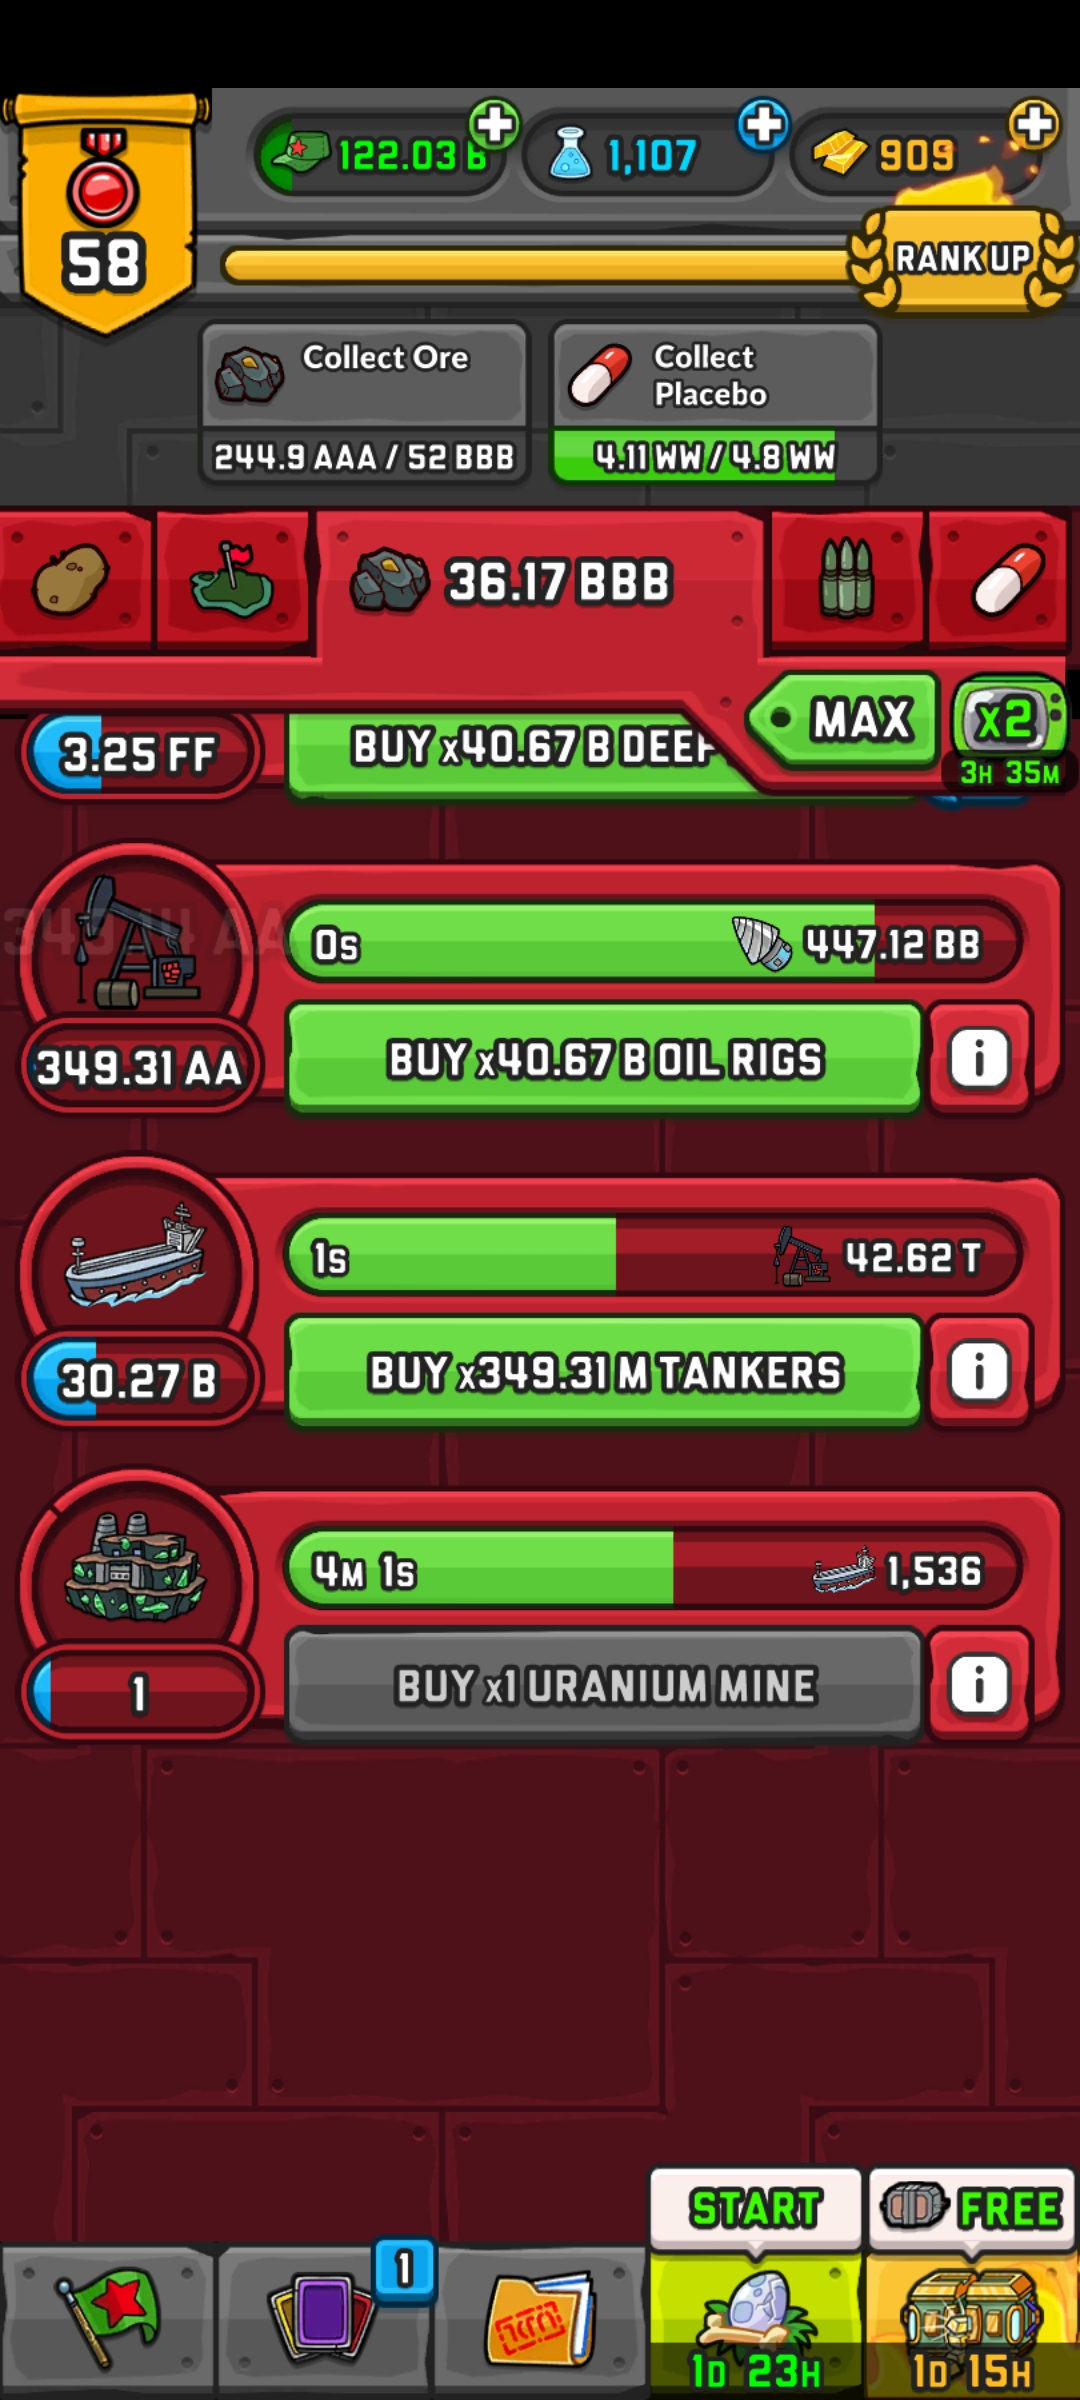 58
122.03 B
1,107
909
RANK UP
Collect Ore
244.9 AAA / 52 BBB
Collect
Placebo
4.11 WW / 4.8 WW
36.17 BBB
MAX
x2
3H 35M
3.25 FF
BUY x40.67 B DEEP
0s
447.12 BB
349.31 AA
BUY x40.67 B OIL RIGS
i
1s
42.62 T
30.27 B
BUY x349.31 M TANKERS
i
4M 1s
1,536
1
BUY x1 URANIUM MINE
i
START
FREE
1
1D 23H
1D 15H